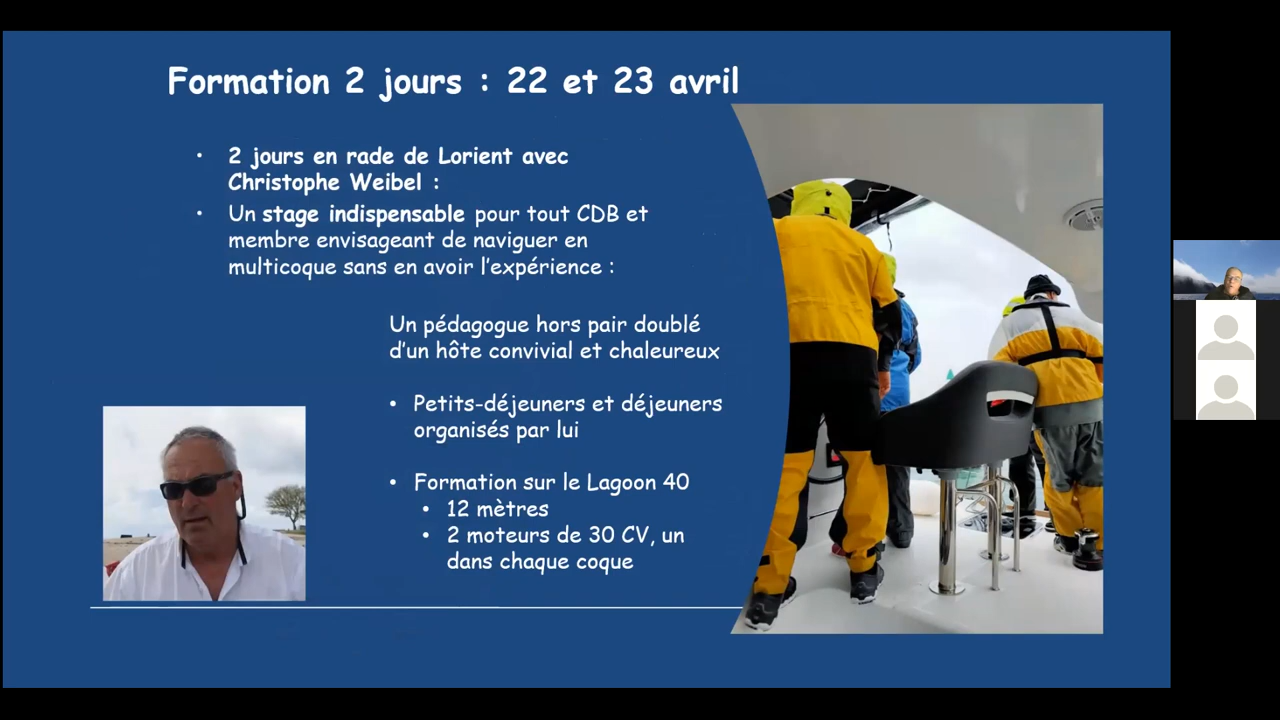 Formation 2 jours : 22 et 23 avril
• 2 jours en rade de Lorient avec
Christophe Weibel :
• Un stage indispensable pour tout CDB et
membre envisageant de naviguer en
multicoque sans en avoir l'expérience :
Un pédagogue hors pair doublé
d'un hôte convivial et chaleureux
• Petits-déjeuners et déjeuners
organisés par lui
• Formation sur le Lagoon 40
• 12 mètres
• 2 moteurs de 30 CV, un
dans chaque coque